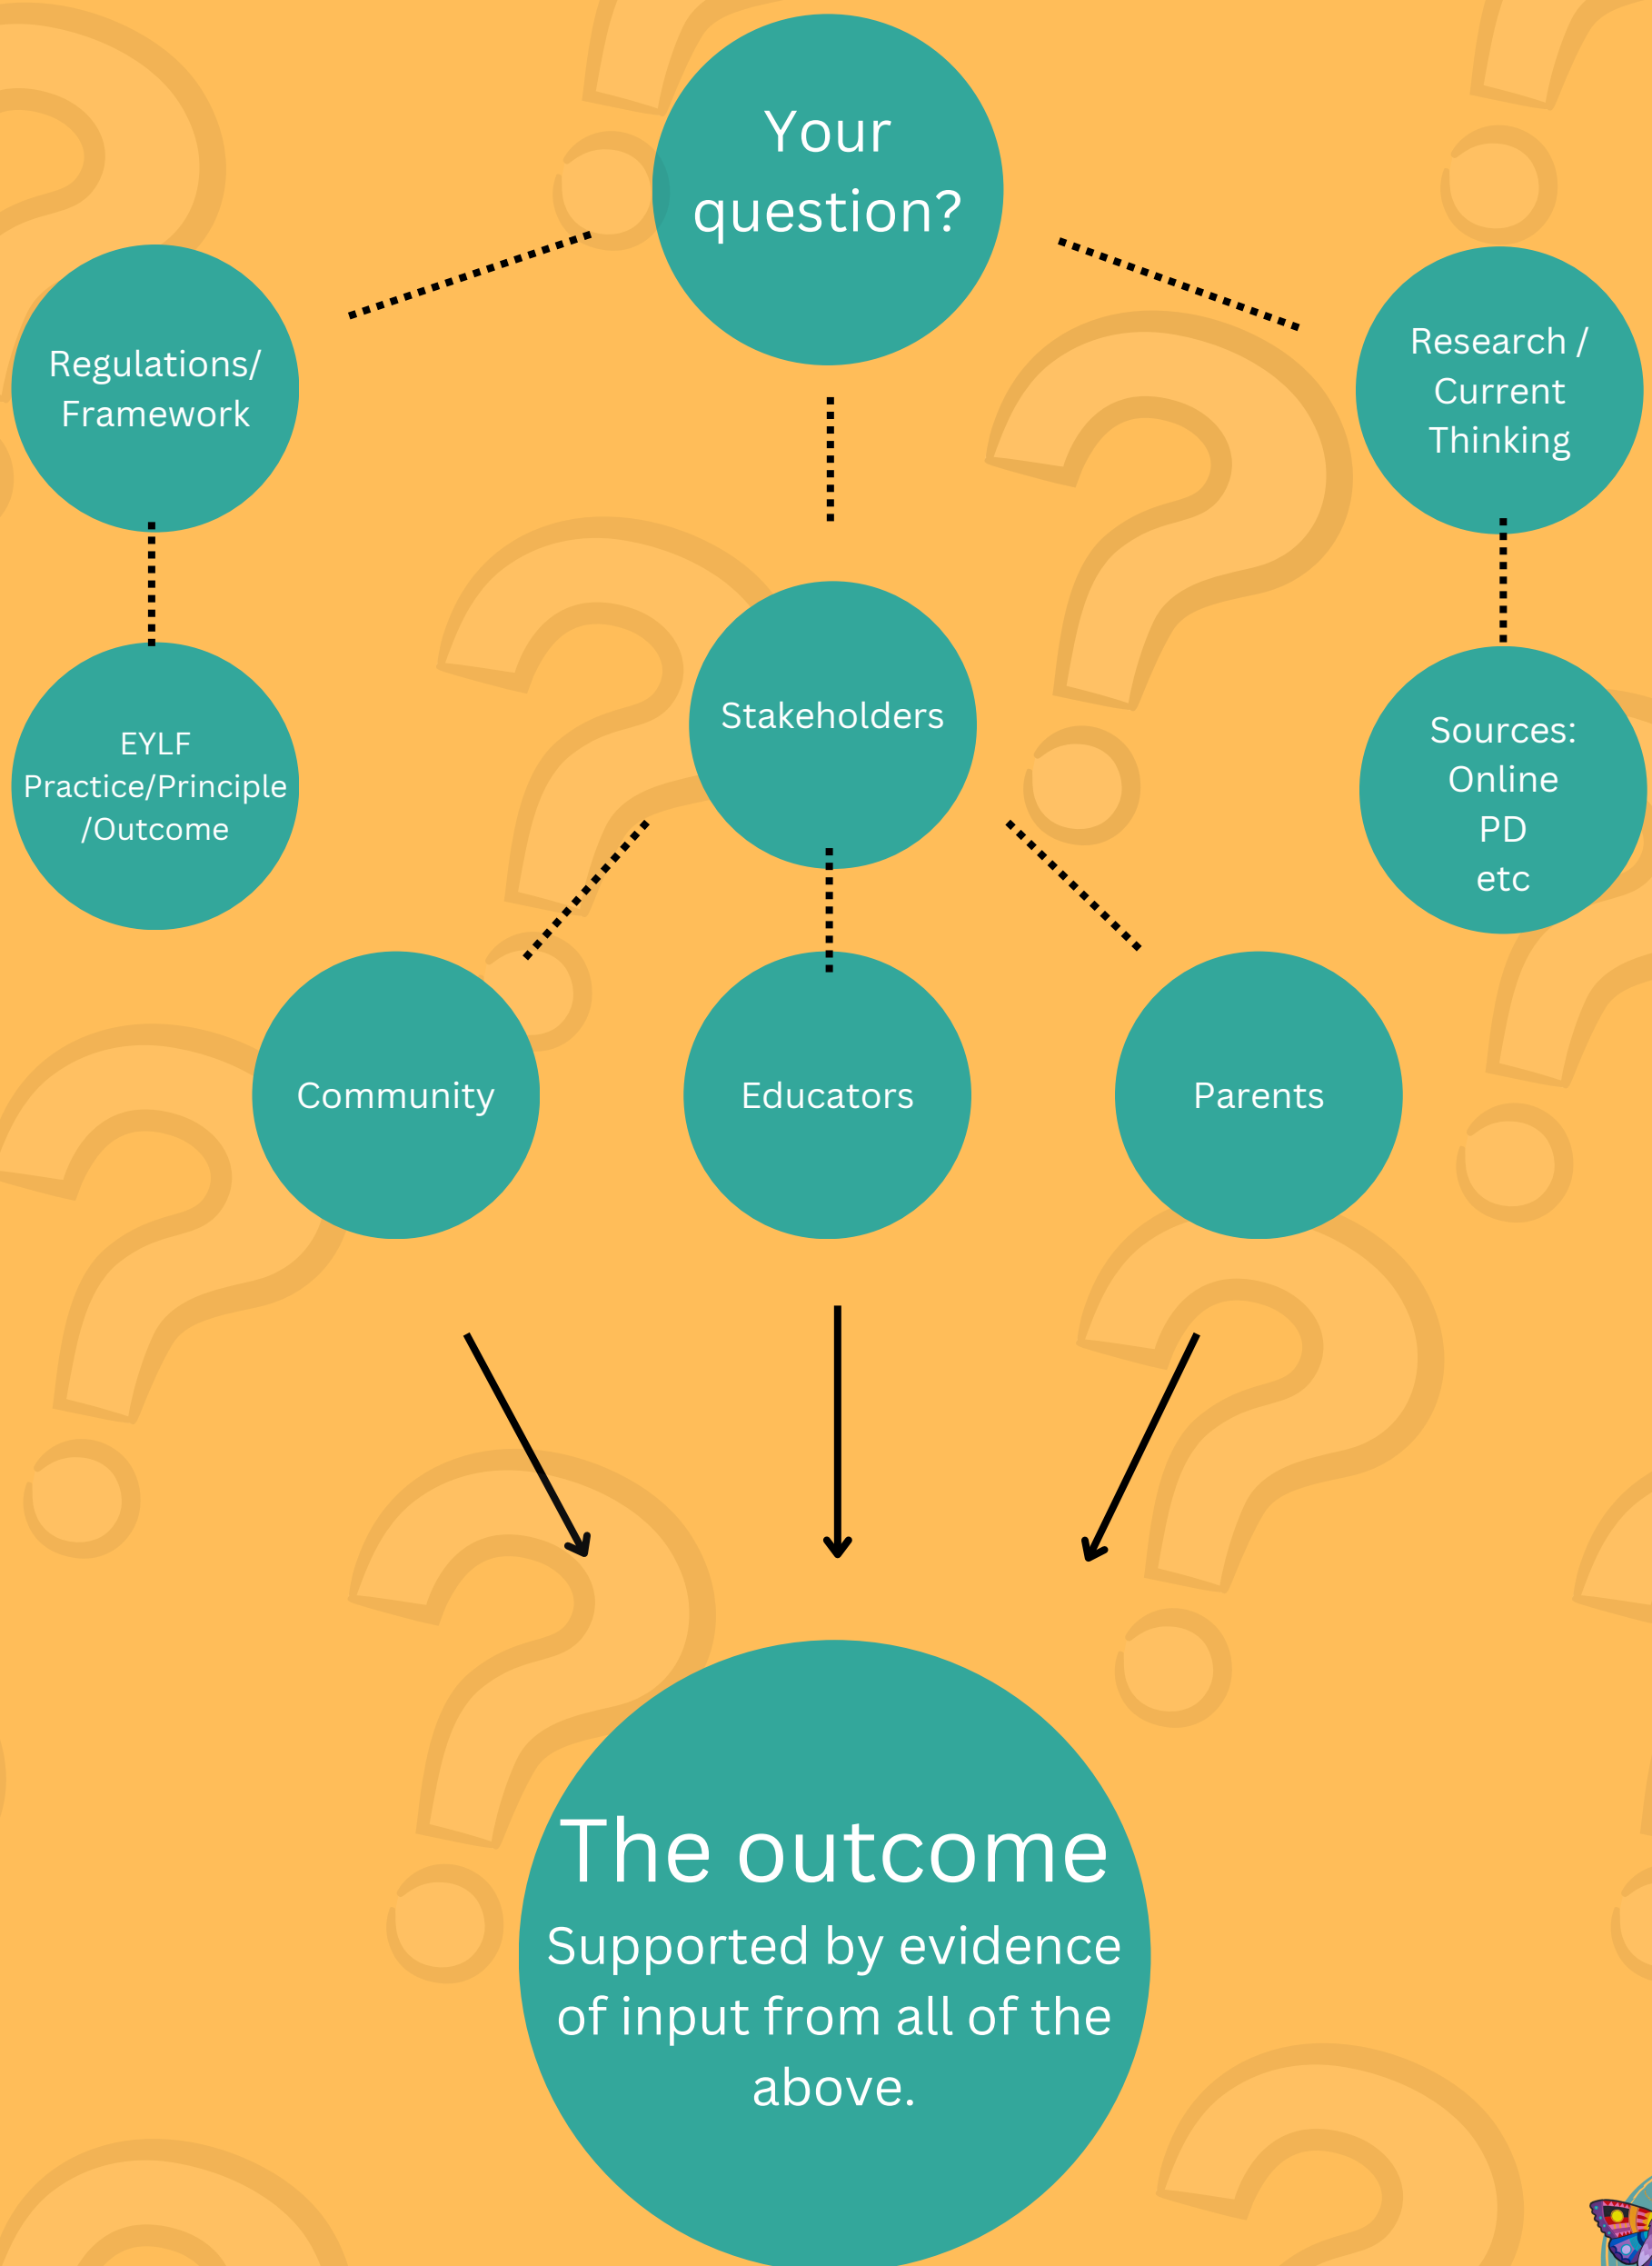 Your
question?
Regulations/
Framework
Research /
Current
Thinking
EYLF
Practice/Principle
/Outcome
Stakeholders
Sources:
Online
PD
etc
Community
Educators
Parents
The outcome
Supported by evidence
of input from all of the
above.